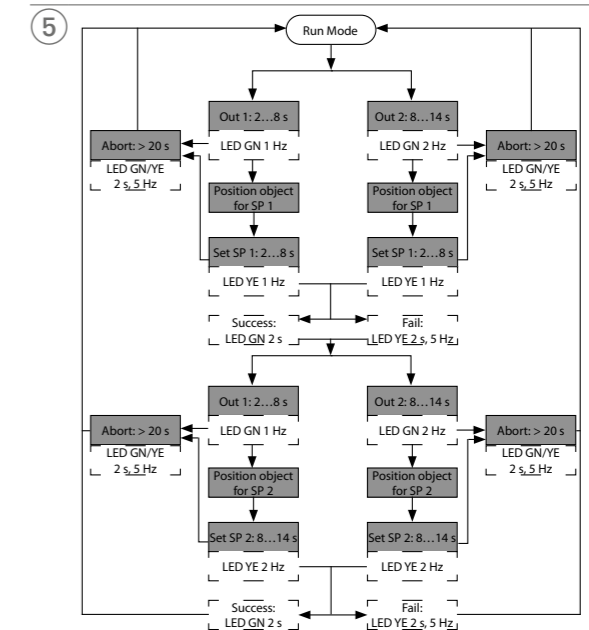 5
Run Mode
Out 1: 2...8 s
Out 2: 8...14 s
Abort: > 20 s
LED GN 1 Hz
LED GN 2 Hz
Abort: > 20 s
LED GN/YE
2 s, 5 Hz
LED GN/YE
2 s, 5 Hz
Position object
for SP 1
Position object
for SP 1
Set SP 1: 2...8 s
Set SP 1: 2...8 s
LED YE 1 Hz
LED YE 1 Hz
Success:
LED GN 2 s
Fail:
LED YE 2 s, 5 Hz
Out 1: 2...8 s
Out 2: 8...14 s
Abort: > 20 s
LED GN 1 Hz
LED GN 2 Hz
Abort: > 20 s
LED GN/YE
2 s, 5 Hz
LED GN/YE
2 s, 5 Hz
Position object
for SP 2
Position object
for SP 2
Set SP 2: 8...14 s
Set SP 2: 8...14 s
LED YE 2 Hz
LED YE 2 Hz
Success:
LED GN 2 s
Fail:
LED YE 2 s, 5 Hz